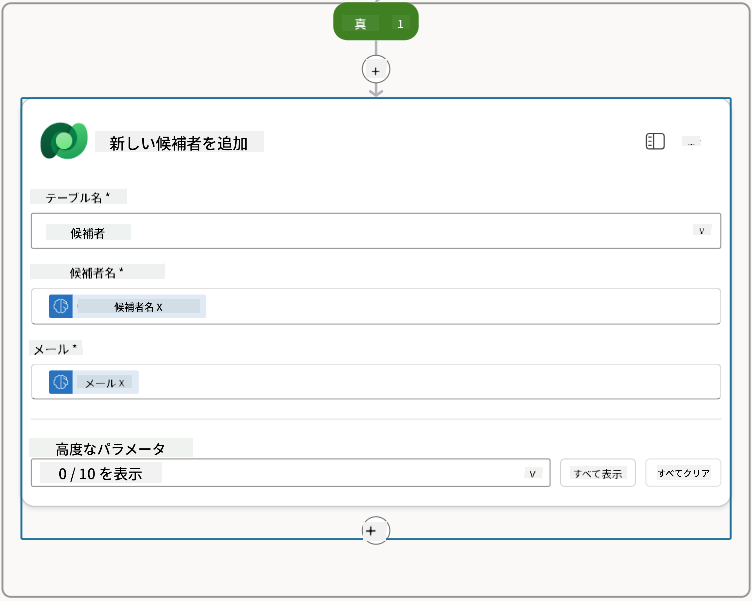 真 1
新しい候補者を追加 ...
テーブル名 *
候補者 v
候補者名 *
候補者名 X
メール *
メール X
高度なパラメータ
0 / 10 を表示 v すべて表示 すべてクリア